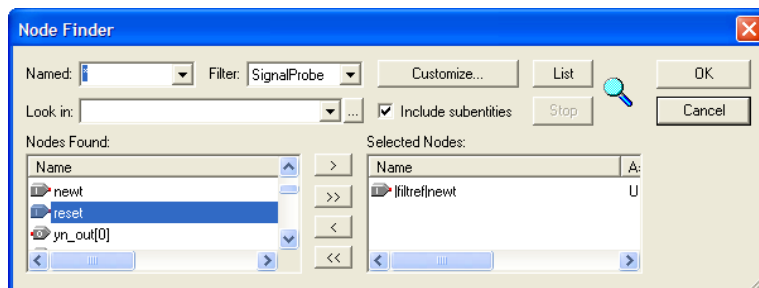 Node Finder
Named: * Filter: SignalProbe Customize... List OK
Look in: ... Include subentities Stop Cancel
Nodes Found: Selected Nodes:
Name > Name A
newt >> |filtref|newt U
reset <
yn_out[0] <<